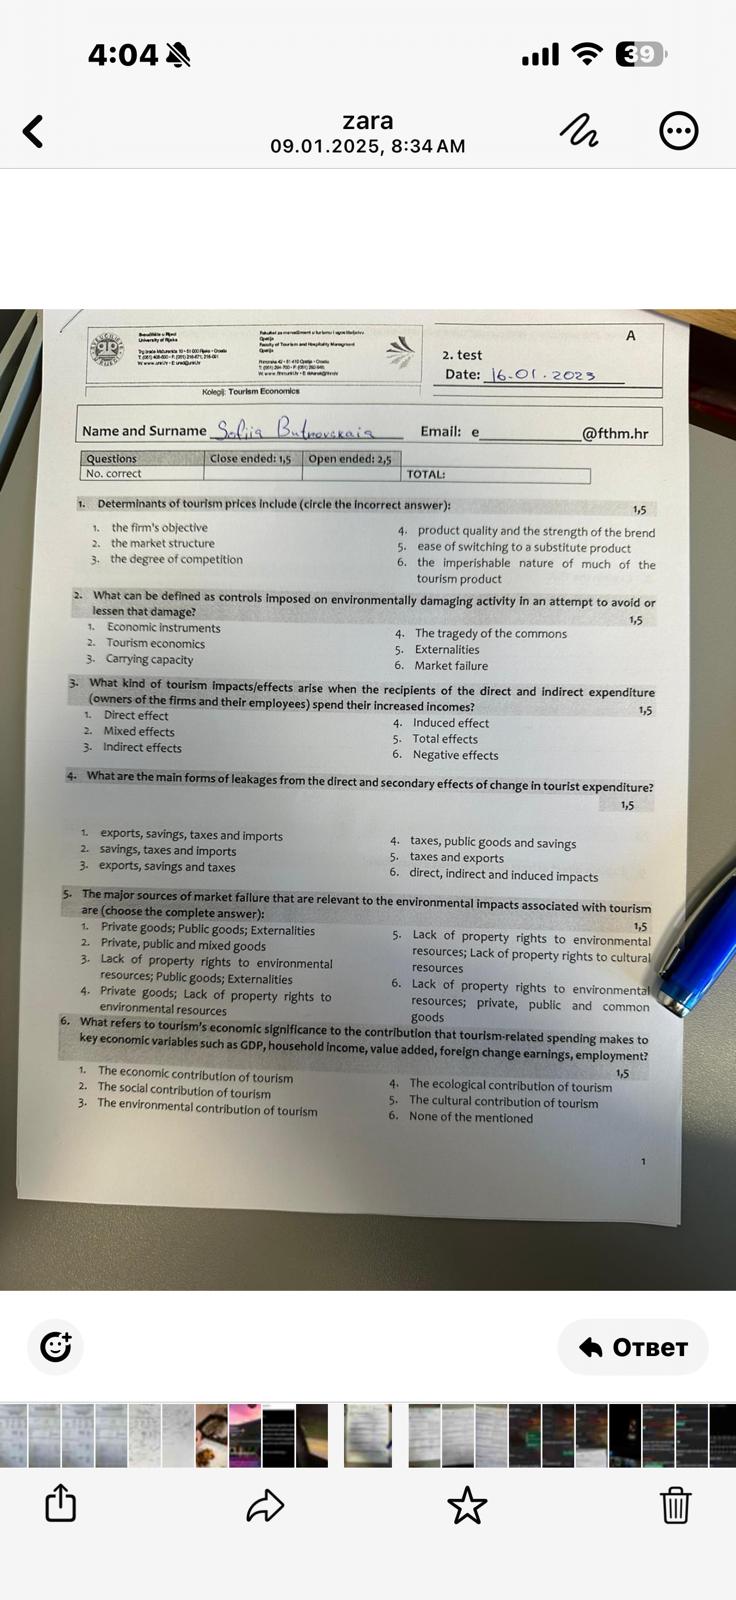 4:04
39
zara
09.01.2025, 8:34 AM
Sveučilište u Rijeci
University of Rijeka
Fakultet za menadžment u turizmu i ugostiteljstvu
Opatija
Faculty of Tourism and Hospitality Management
Opatija
Kolegij: Tourism Economics
A
2. test
Date: 16.01.2023
Name and Surname Sofiia Butnovskaia Email: e @fthm.hr
Questions Close ended: 1,5 Open ended: 2,5
No. correct TOTAL:
1. Determinants of tourism prices include (circle the incorrect answer): 1,5
1. the firm's objective
2. the market structure
3. the degree of competition
4. product quality and the strength of the brend
5. ease of switching to a substitute product
6. the imperishable nature of much of the
tourism product
2. What can be defined as controls imposed on environmentally damaging activity in an attempt to avoid or
lessen that damage? 1,5
1. Economic instruments
2. Tourism economics
3. Carrying capacity
4. The tragedy of the commons
5. Externalities
6. Market failure
3. What kind of tourism impacts/effects arise when the recipients of the direct and indirect expenditure
(owners of the firms and their employees) spend their increased incomes? 1,5
1. Direct effect
2. Mixed effects
3. Indirect effects
4. Induced effect
5. Total effects
6. Negative effects
4. What are the main forms of leakages from the direct and secondary effects of change in tourist expenditure?
1,5
1. exports, savings, taxes and imports
2. savings, taxes and imports
3. exports, savings and taxes
4. taxes, public goods and savings
5. taxes and exports
6. direct, indirect and induced impacts
5. The major sources of market failure that are relevant to the environmental impacts associated with tourism
are (choose the complete answer): 1,5
1. Private goods; Public goods; Externalities
2. Private, public and mixed goods
3. Lack of property rights to environmental
resources; Public goods; Externalities
4. Private goods; Lack of property rights to
environmental resources
5. Lack of property rights to environmental
resources; Lack of property rights to cultural
resources
6. Lack of property rights to environmental
resources; private, public and common
goods
6. What refers to tourism's economic significance to the contribution that tourism-related spending makes to
key economic variables such as GDP, household income, value added, foreign change earnings, employment?
1,5
1. The economic contribution of tourism
2. The social contribution of tourism
3. The environmental contribution of tourism
4. The ecological contribution of tourism
5. The cultural contribution of tourism
6. None of the mentioned
1
Ответ